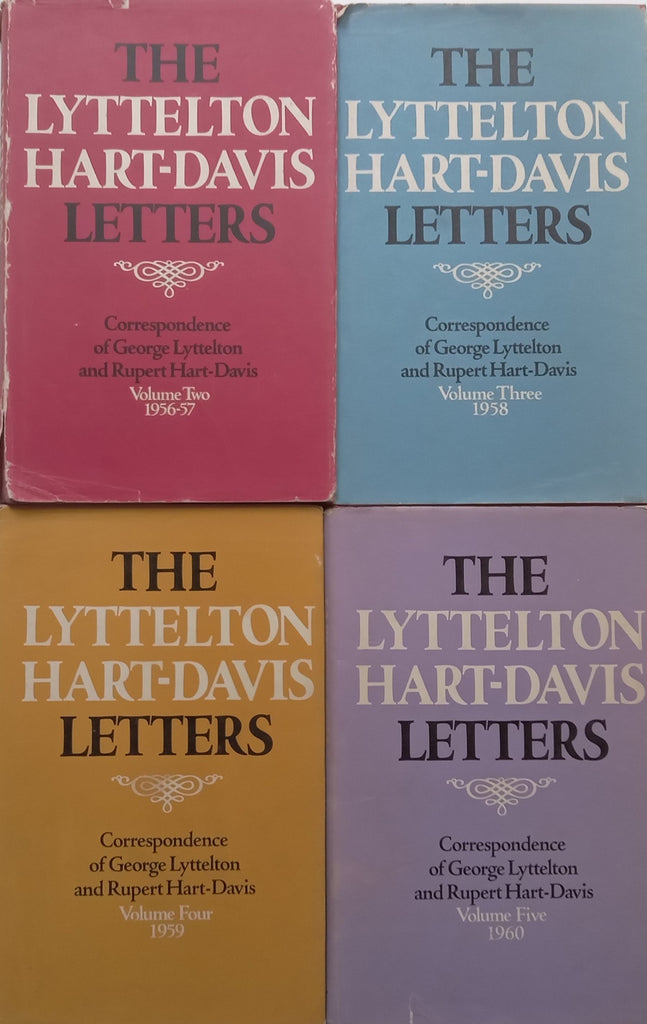 THE
LYTTELTON
HART-DAVIS
LETTERS
Correspondence
of George Lyttelton
and Rupert Hart-Davis
Volume Two
1956-57
THE
LYTTELTON
HART-DAVIS
LETTERS
Correspondence
of George Lyttelton
and Rupert Hart-Davis
Volume Three
1958
THE
LYTTELTON
HART-DAVIS
LETTERS
Correspondence
of George Lyttelton
and Rupert Hart-Davis
Volume Four
1959
THE
LYTTELTON
HART-DAVIS
LETTERS
Correspondence
of George Lyttelton
and Rupert Hart-Davis
Volume Five
1960